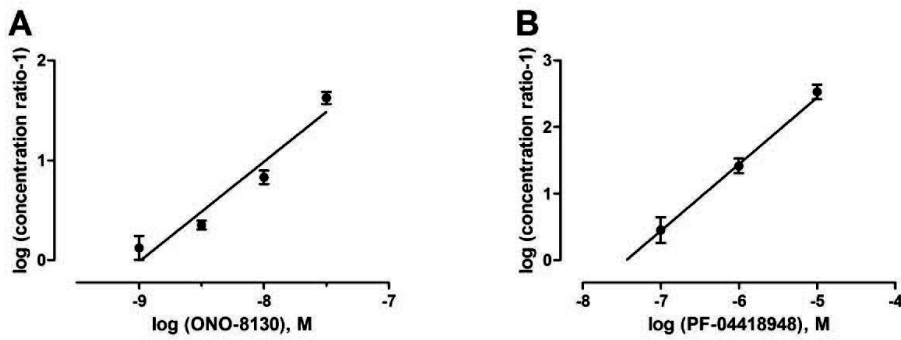 A
log (concentration ratio-1)
2
1
0
-9
-8
-7
log (ONO-8130), M
B
log (concentration ratio-1)
3
2
1
0
-8
-7
-6
-5
-4
log (PF-04418948), M